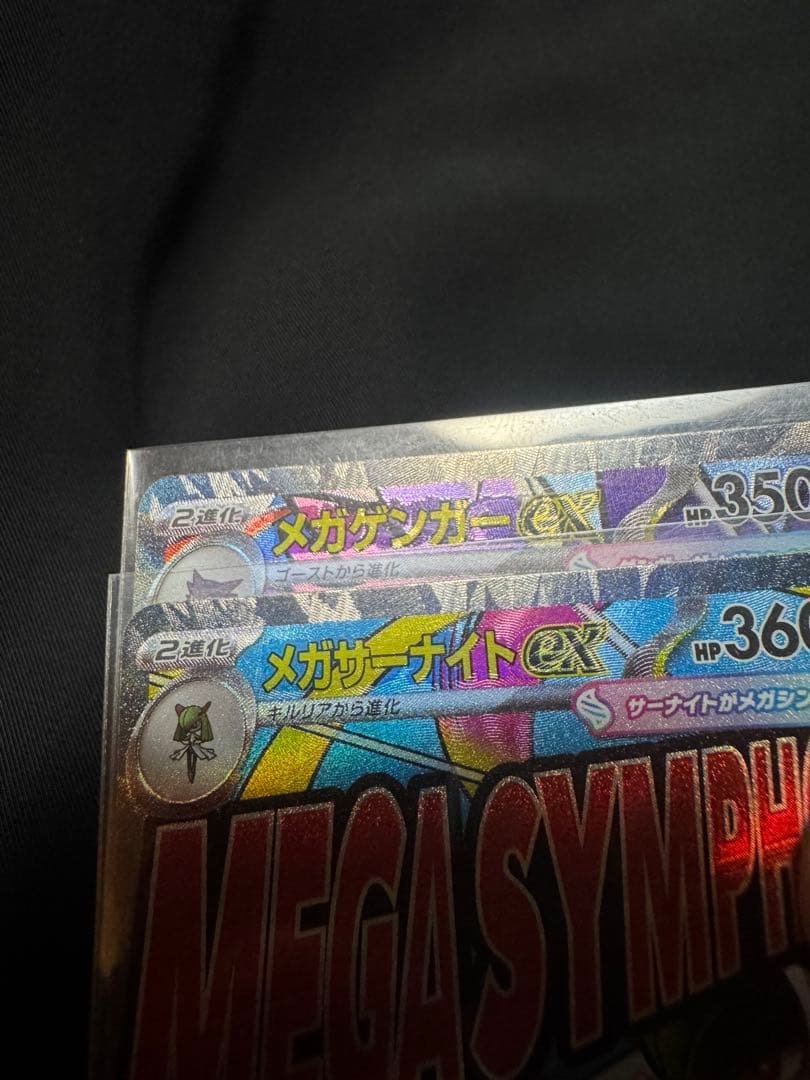 2進化 メガゲンガーex HP350
ゴーストから進化
2進化 メガサーナイトex HP360
キルリアから進化 サーナイトがメガシン
MEGASYMPHO